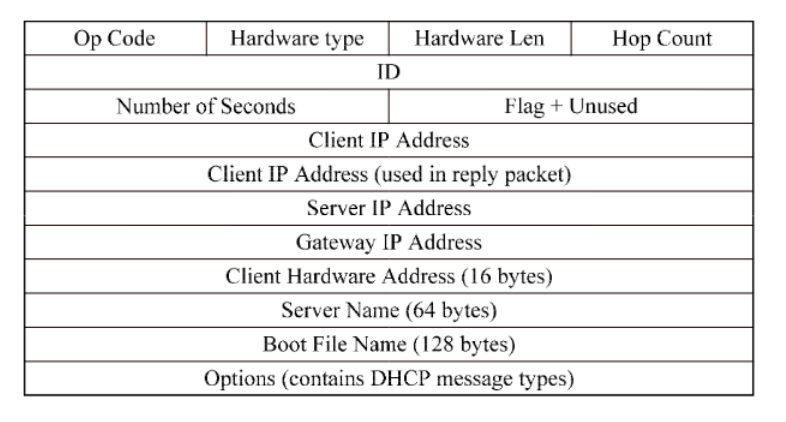 Op Code Hardware type Hardware Len Hop Count
ID
Number of Seconds Flag + Unused
Client IP Address
Client IP Address (used in reply packet)
Server IP Address
Gateway IP Address
Client Hardware Address (16 bytes)
Server Name (64 bytes)
Boot File Name (128 bytes)
Options (contains DHCP message types)